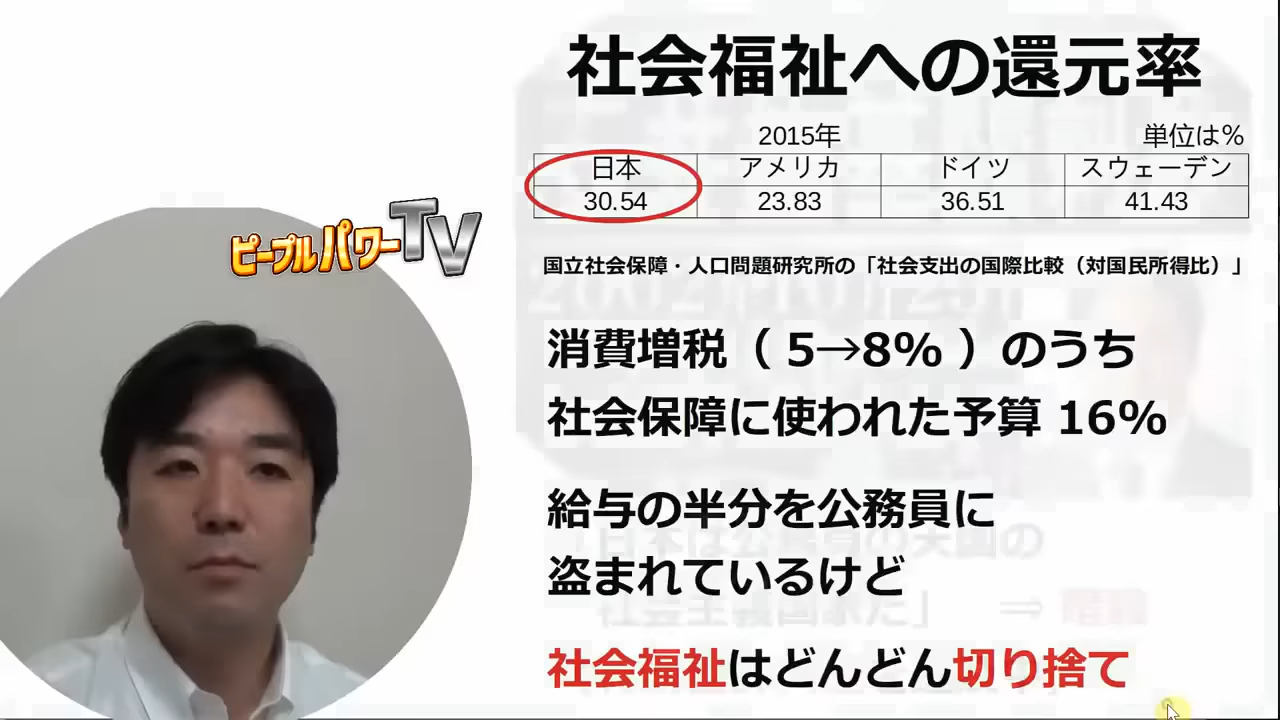 社会福祉への還元率
2015年 単位は%
日本 アメリカ ドイツ スウェーデン
30.54 23.83 36.51 41.43
国立社会保障・人口問題研究所の「社会支出の国際比較（対国民所得比）」
ピープルパワーTV
消費増税（ 5→8% ）のうち
社会保障に使われた予算 16%
給与の半分を公務員に
盗まれているけど
社会福祉はどんどん切り捨て